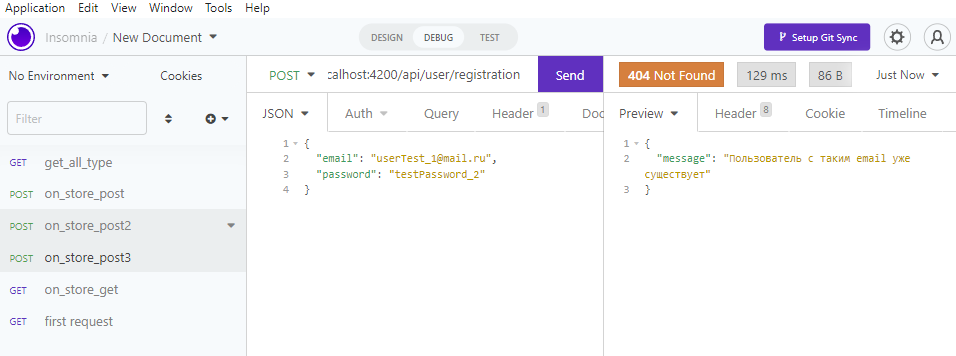 Application Edit View Window Tools Help
Insomnia / New Document DESIGN DEBUG TEST Setup Git Sync
No Environment Cookies POST calhost:4200/api/user/registration Send 404 Not Found 129 ms 86 B Just Now
Filter JSON Auth Query Header 1 Doc Preview Header 8 Cookie Timeline
GET get_all_type
POST on_store_post
POST on_store_post2
POST on_store_post3
GET on_store_get
GET first request
1 {
2 "email": "userTest_1@mail.ru",
3 "password": "testPassword_2"
4 }
1 {
2 "message": "Пользователь с таким email уже
существует"
3 }